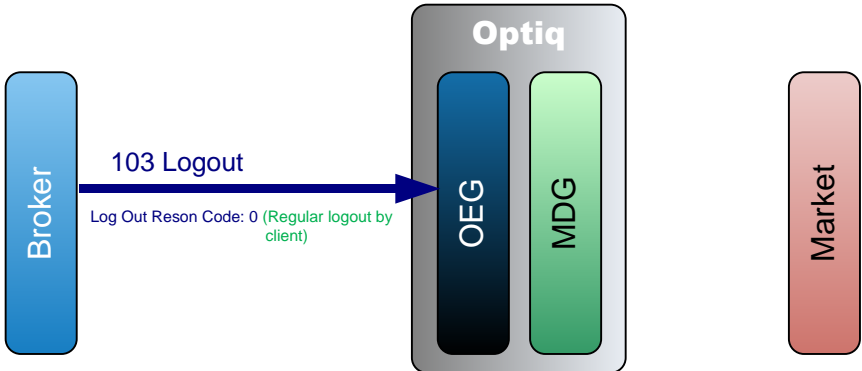 Optiq
Broker
103 Logout
Log Out Reson Code: 0 (Regular logout by
client)
OEG
MDG
Market